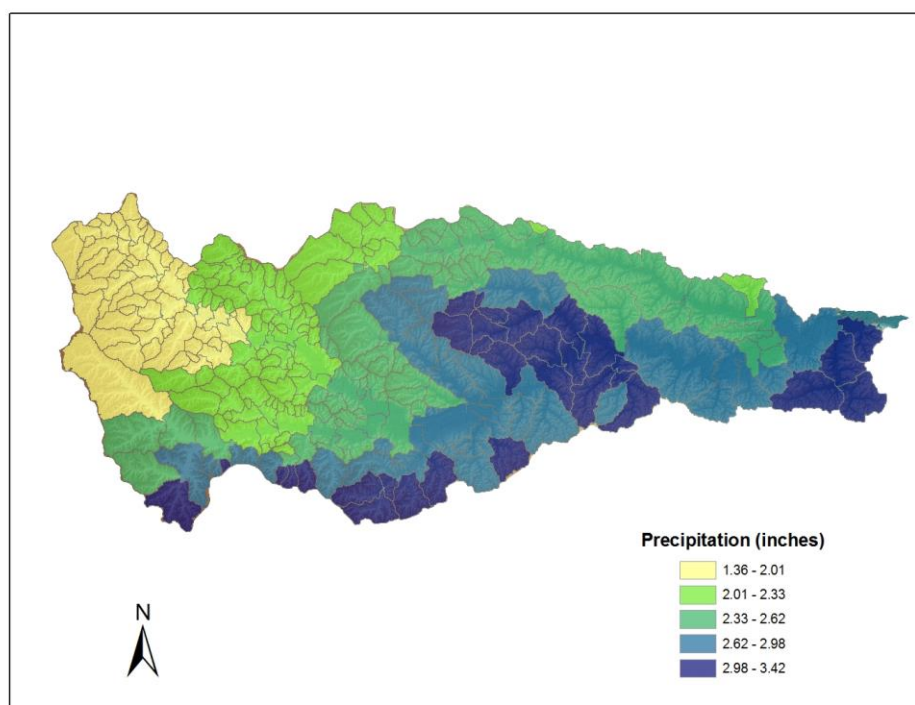 Precipitation (inches)
1.36 - 2.01
2.01 - 2.33
2.33 - 2.62
2.62 - 2.98
2.98 - 3.42
N